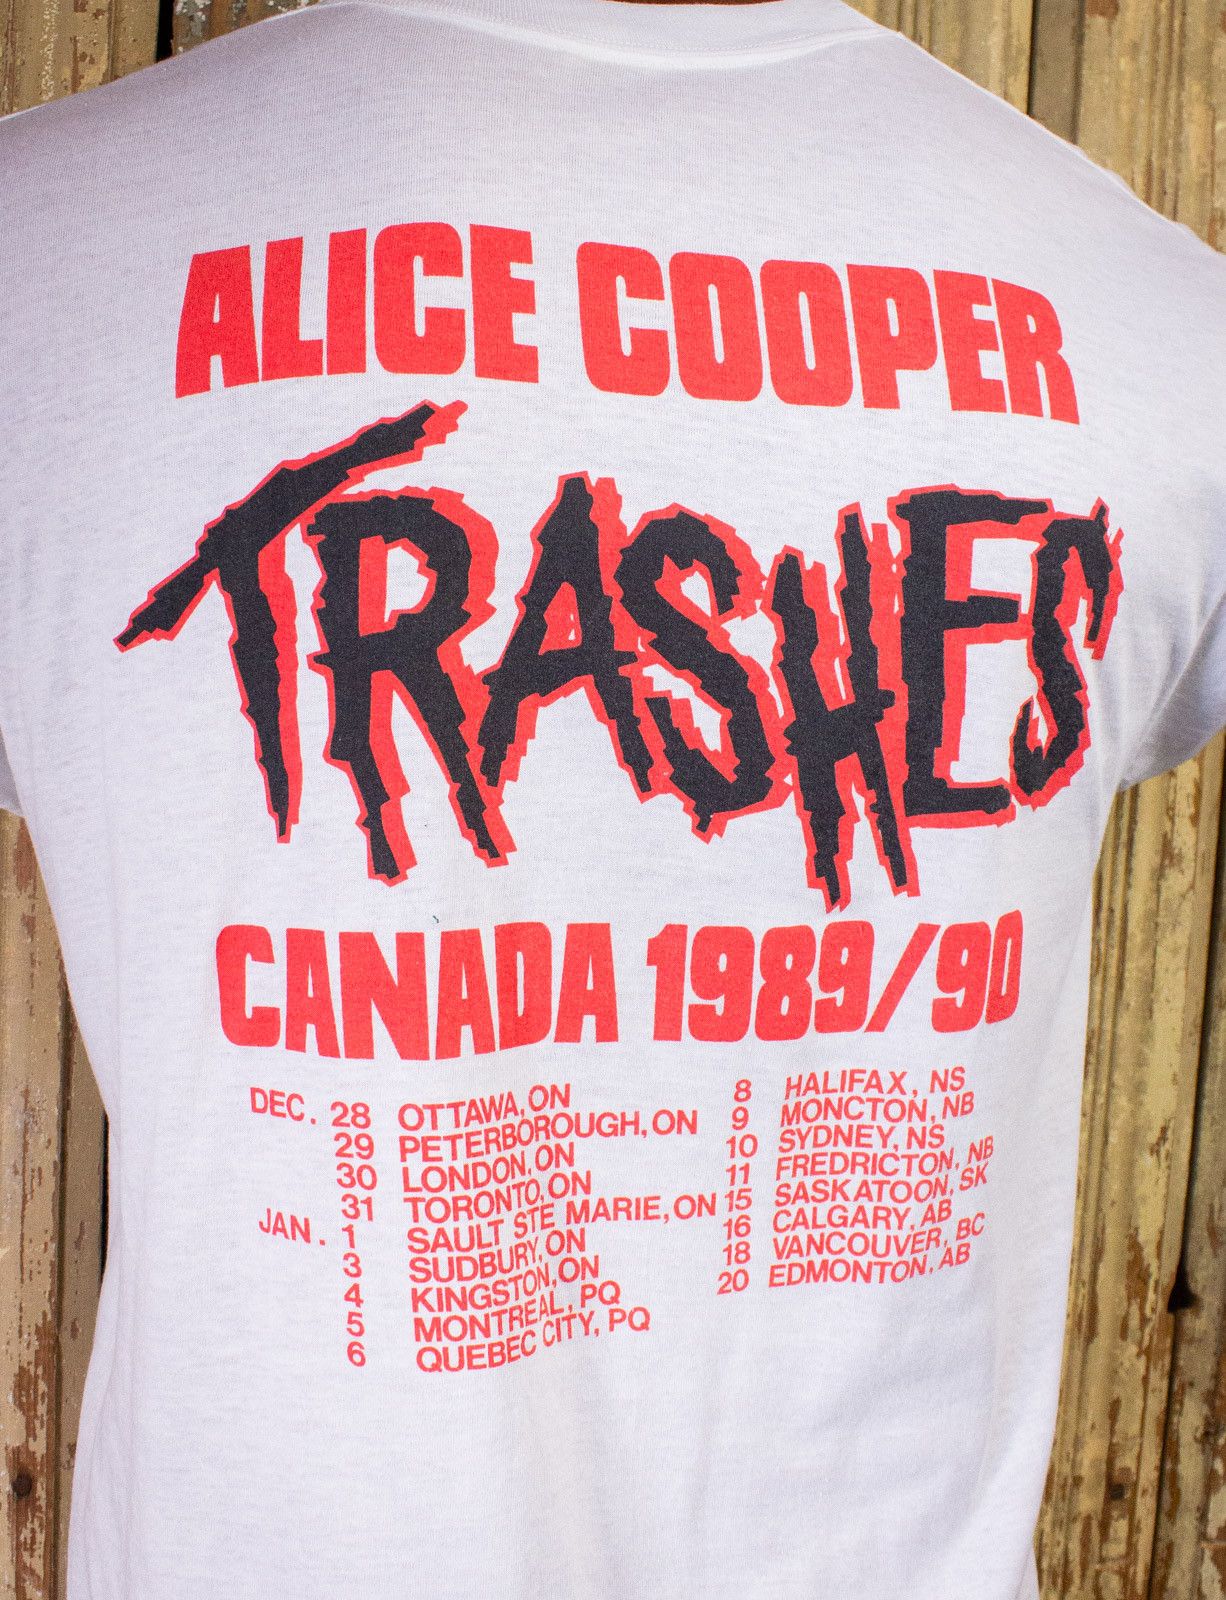 ALICE COOPER
TRASHES
CANADA 1989/90
DEC. 28 OTTAWA, ON
29 PETERBOROUGH, ON
30 LONDON, ON
31 TORONTO, ON
JAN. 1 SAULT STE MARIE, ON
3 SUDBURY, ON
4 KINGSTON, ON
5 MONTREAL, PQ
6 QUEBEC CITY, PQ
8 HALIFAX, NS
9 MONCTON, NB
10 SYDNEY, NS
11 FREDRICTON, NB
15 SASKATOON, SK
16 CALGARY, AB
18 VANCOUVER, BC
20 EDMONTON, AB